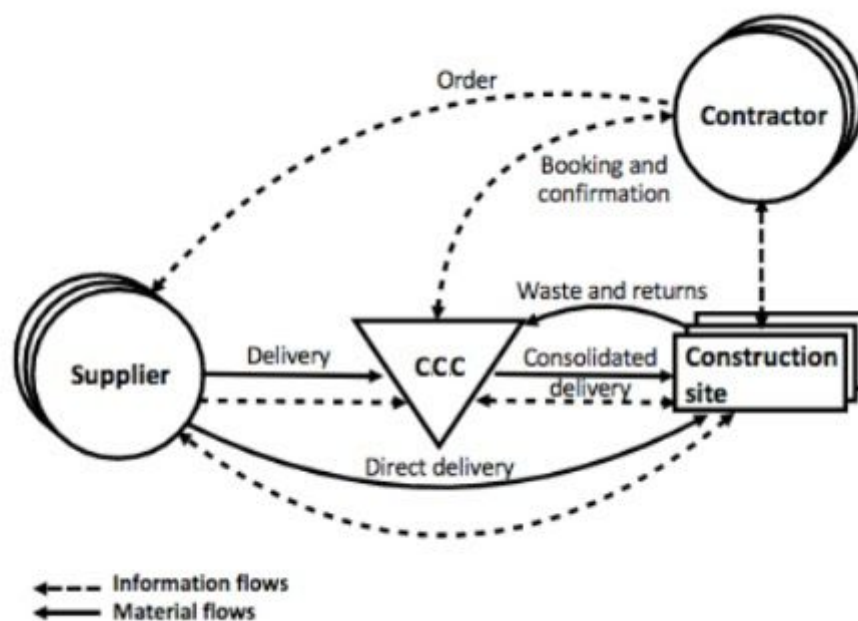 Order
Contractor
Booking and
confirmation
Waste and returns
Supplier
Delivery
C.C.C
Consolidated
delivery
Construction
site
Direct delivery
Information flows
Material flows